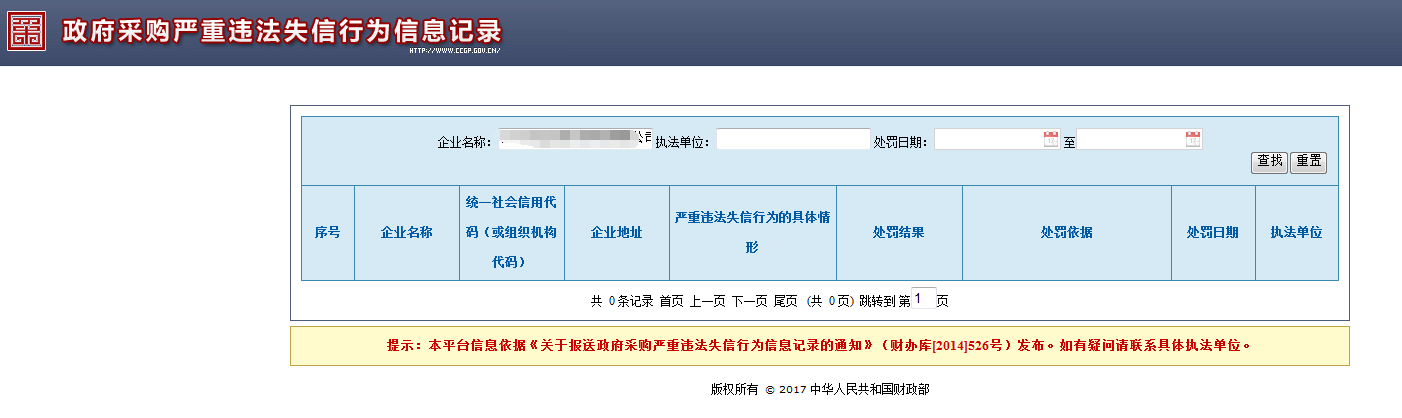 政府采购严重违法失信行为信息记录
HTTP://WWW.CCGP.GOV.CN/
企业名称： 公司 执法单位： 处罚日期： 至
查找 重置
序号 企业名称 统一社会信用代 企业地址 严重违法失信行为的具体情 处罚结果 处罚依据 处罚日期 执法单位
码（或组织机构 形
代码）
共 0条记录 首页 上一页 下一页 尾页 (共 0页) 跳转到 第1页
提示：本平台信息依据《关于报送政府采购严重违法失信行为信息记录的通知》（财办库[2014]526号）发布。如有疑问请联系具体执法单位。
版权所有 © 2017 中华人民共和国财政部